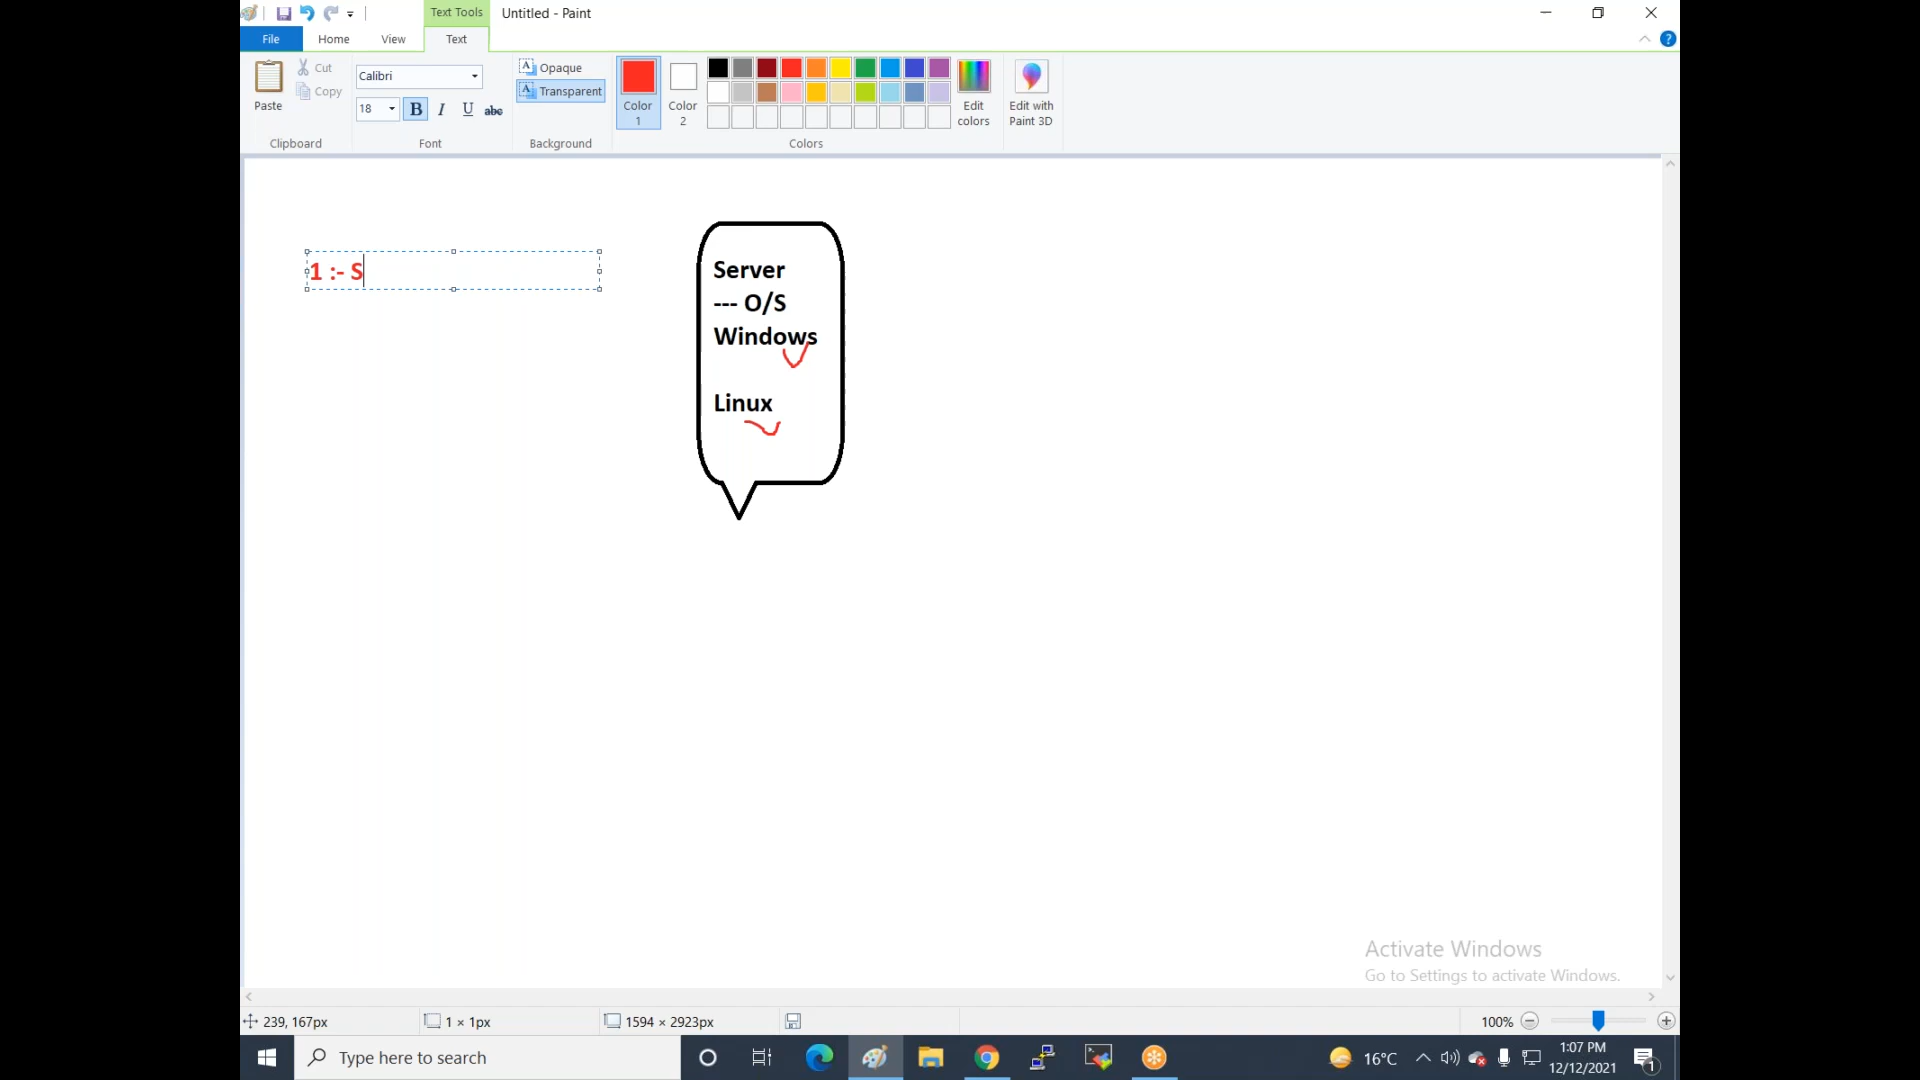 Text Tools
Untitled - Paint
File
Home
View
Text
Paste
Cut
Copy
Clipboard
Calibri
18
B I U abc
Font
Opaque
Transparent
Background
Color
1
Color
2
Colors
Edit
colors
Edit with
Paint 3D
1 :- S
Server
--- O/S
Windows
Linux
Activate Windows
Go to Settings to activate Windows.
239, 167px
1 × 1px
1594 × 2923px
100%
Type here to search
16°C
1:07 PM
12/12/2021
1